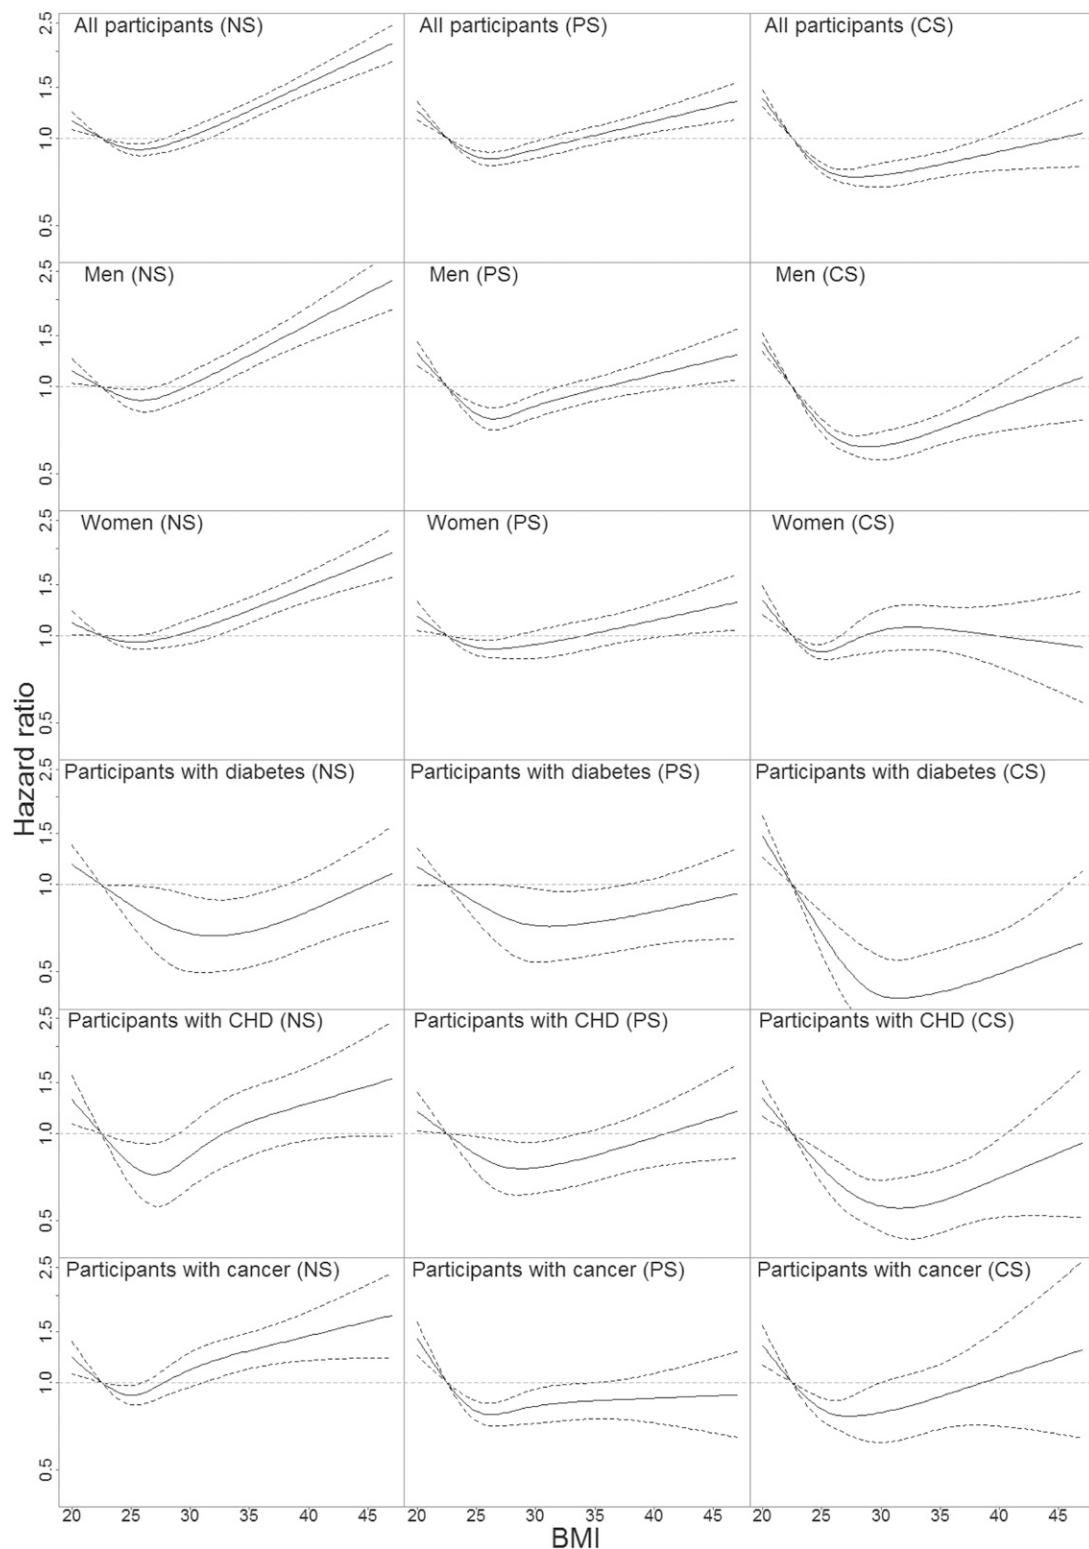 All participants (NS)
All participants (PS)
All participants (CS)
2.5
1.5
1.0
0.5
Men (NS)
Men (PS)
Men (CS)
2.5
1.5
1.0
0.5
Women (NS)
Women (PS)
Women (CS)
2.5
1.5
1.0
0.5
Hazard ratio
Participants with diabetes (NS)
Participants with diabetes (PS)
Participants with diabetes (CS)
2.5
1.5
1.0
0.5
Participants with CHD (NS)
Participants with CHD (PS)
Participants with CHD (CS)
2.5
1.5
1.0
0.5
Participants with cancer (NS)
Participants with cancer (PS)
Participants with cancer (CS)
2.5
1.5
1.0
0.5
20 25 30 35 40 45 20 25 30 35 40 45 20 25 30 35 40 45
BMI